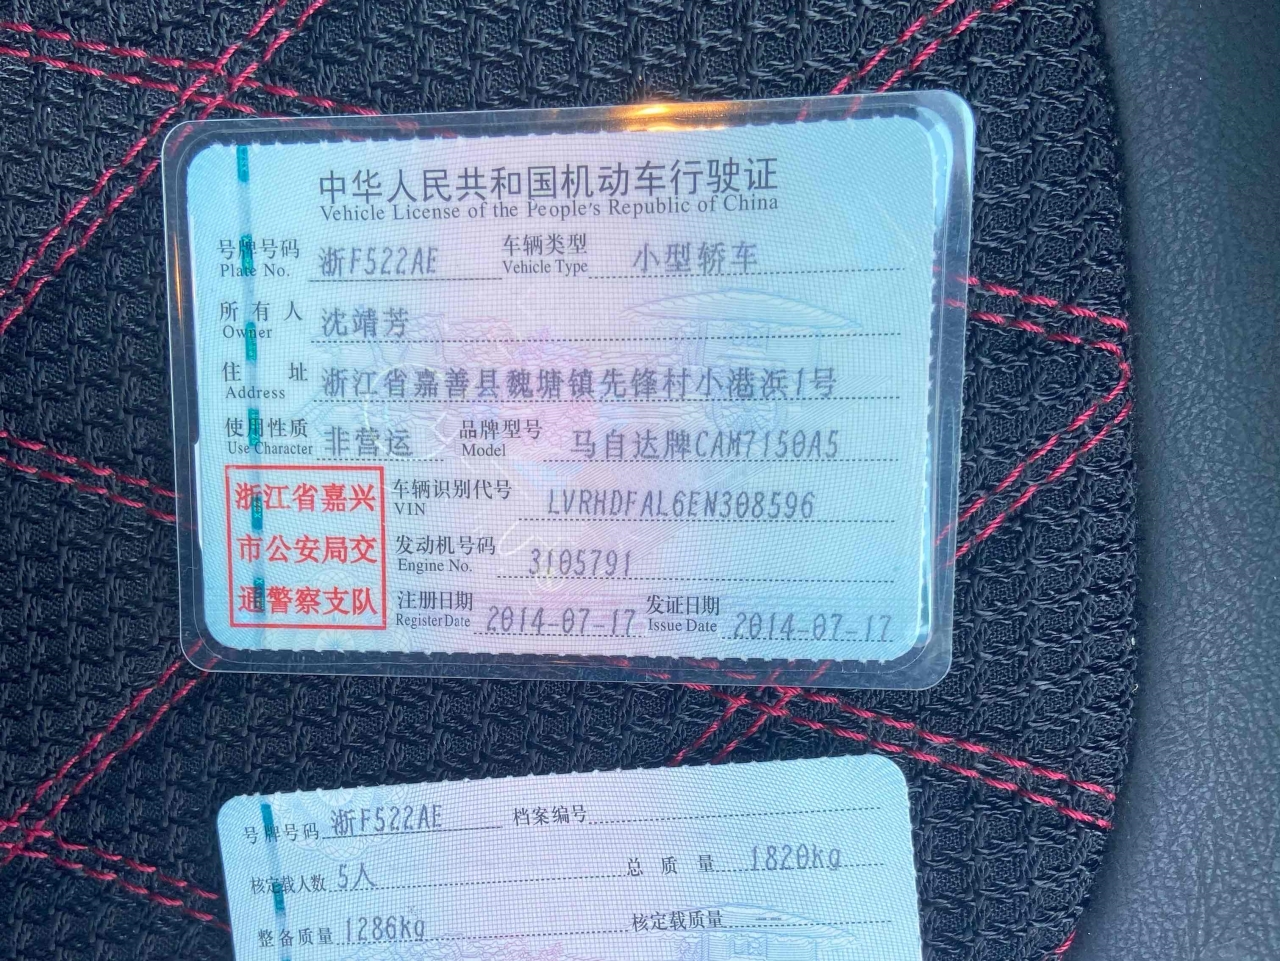 中华人民共和国机动车行驶证
Vehicle License of the People's Republic of China
号牌号码 浙F522AE 车辆类型 小型轿车
Plate No. Vehicle Type
所有人 沈靖芳
Owner
住址 浙江省嘉善县魏塘镇先锋村小港浜1号
Address
使用性质 非营运 品牌型号 马自达牌CAM7150A5
Use Character Model
浙江省嘉兴
市公安局交
通警察支队
车辆识别代号 LVRHDFAL6EN308596
VIN
发动机号码 3105791
Engine No.
注册日期 2014-07-17 发证日期 2014-07-17
Register Date Issue Date
号牌号码 浙F522AE 档案编号
核定载人数 5人 总质量 1820kg
整备质量 1286kg 核定载质量 --